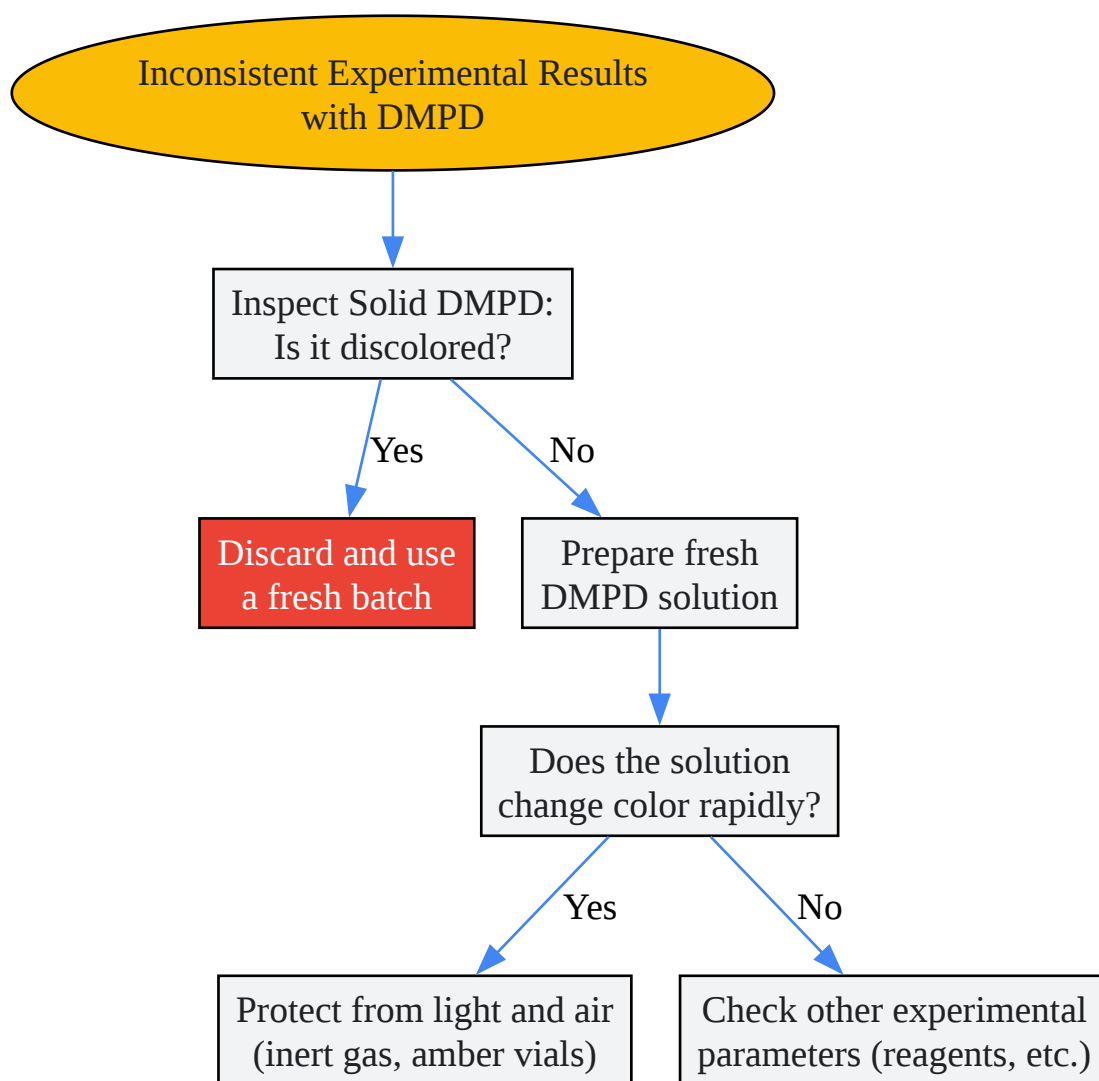 Inconsistent Experimental Results
with DMPD
Inspect Solid DMPD:
Is it discolored?
Yes
No
Discard and use
a fresh batch
Prepare fresh
DMPD solution
Does the solution
change color rapidly?
Yes
No
Protect from light and air
(inert gas, amber vials)
Check other experimental
parameters (reagents, etc.)